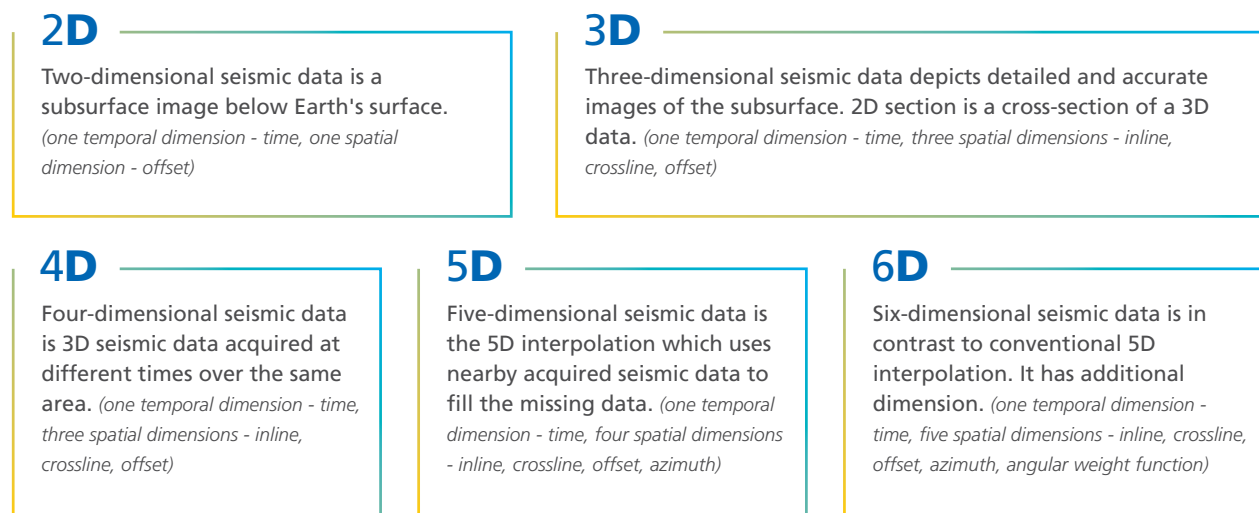 2D
Two-dimensional seismic data is a
subsurface image below Earth's surface.
(one temporal dimension - time, one spatial
dimension - offset)
3D
Three-dimensional seismic data depicts detailed and accurate
images of the subsurface. 2D section is a cross-section of a 3D
data. (one temporal dimension - time, three spatial dimensions - inline,
crossline, offset)
4D
Four-dimensional seismic data
is 3D seismic data acquired at
different times over the same
area. (one temporal dimension - time,
three spatial dimensions - inline,
crossline, offset)
5D
Five-dimensional seismic data is
the 5D interpolation which uses
nearby acquired seismic data to
fill the missing data. (one temporal
dimension - time, four spatial dimensions
- inline, crossline, offset, azimuth)
6D
Six-dimensional seismic data is in
contrast to conventional 5D
interpolation. It has additional
dimension. (one temporal dimension -
time, five spatial dimensions - inline, crossline,
offset, azimuth, angular weight function)